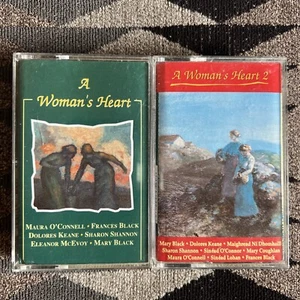 A
Woman's Heart
MAURA O'CONNELL • FRANCES BLACK
DOLORES KEANE • SHARON SHANNON
ELEANOR MCEVOY • MARY BLACK
A Woman's Heart 2
Mary Black • Dolores Keane • Maighread Ní Dhomhnaill
Sharon Shannon • Sinéad O'Connor • Mary Coughlan
Maura O'Connell • Sinéad Lohan • Frances Black